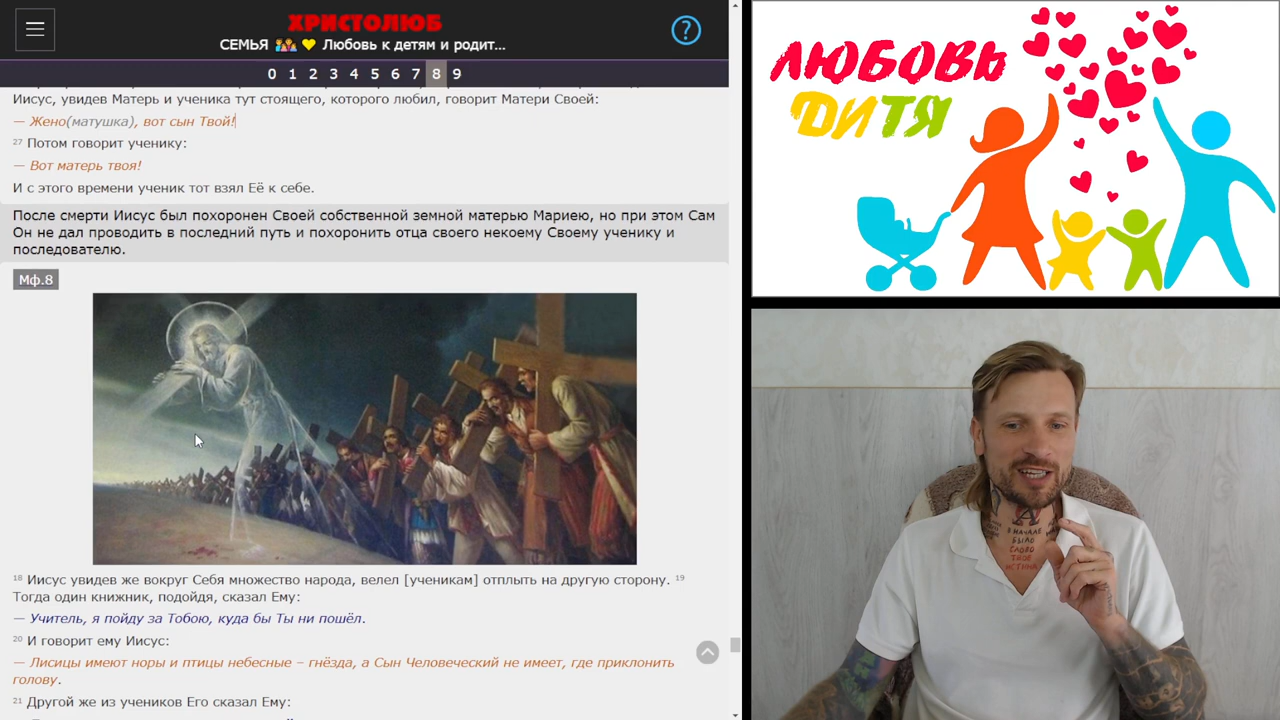 ХРИСТОЛЮБ
СЕМЬЯ 👫 💛 Любовь к детям и родит...
0 1 2 3 4 5 6 7 8 9
Иисус, увидев Матерь и ученика тут стоящего, которого любил, говорит Матери Своей:
— Жено(матушка), вот сын Твой!
27 Потом говорит ученику:
— Вот матерь твоя!
И с этого времени ученик тот взял Её к себе.
После смерти Иисус был похоронен Своей собственной земной матерью Мариею, но при этом Сам
Он не дал проводить в последний путь и похоронить отца своего некоему Своему ученику и
последователю.
Мф.8
18 Иисус увидев же вокруг Себя множество народа, велел [ученикам] отплыть на другую сторону. 19
Тогда один книжник, подойдя, сказал Ему:
— Учитель, я пойду за Тобою, куда бы Ты ни пошёл.
20 И говорит ему Иисус:
— Лисицы имеют норы и птицы небесные – гнёзда, а Сын Человеческий не имеет, где приклонить
голову.
21 Другой же из учеников Его сказал Ему:
ЛЮБОВЬ
ДИТЯ
В НАЧАЛЕ
БЫЛО
СЛОВО
ТВОЯ
ИСТИНА